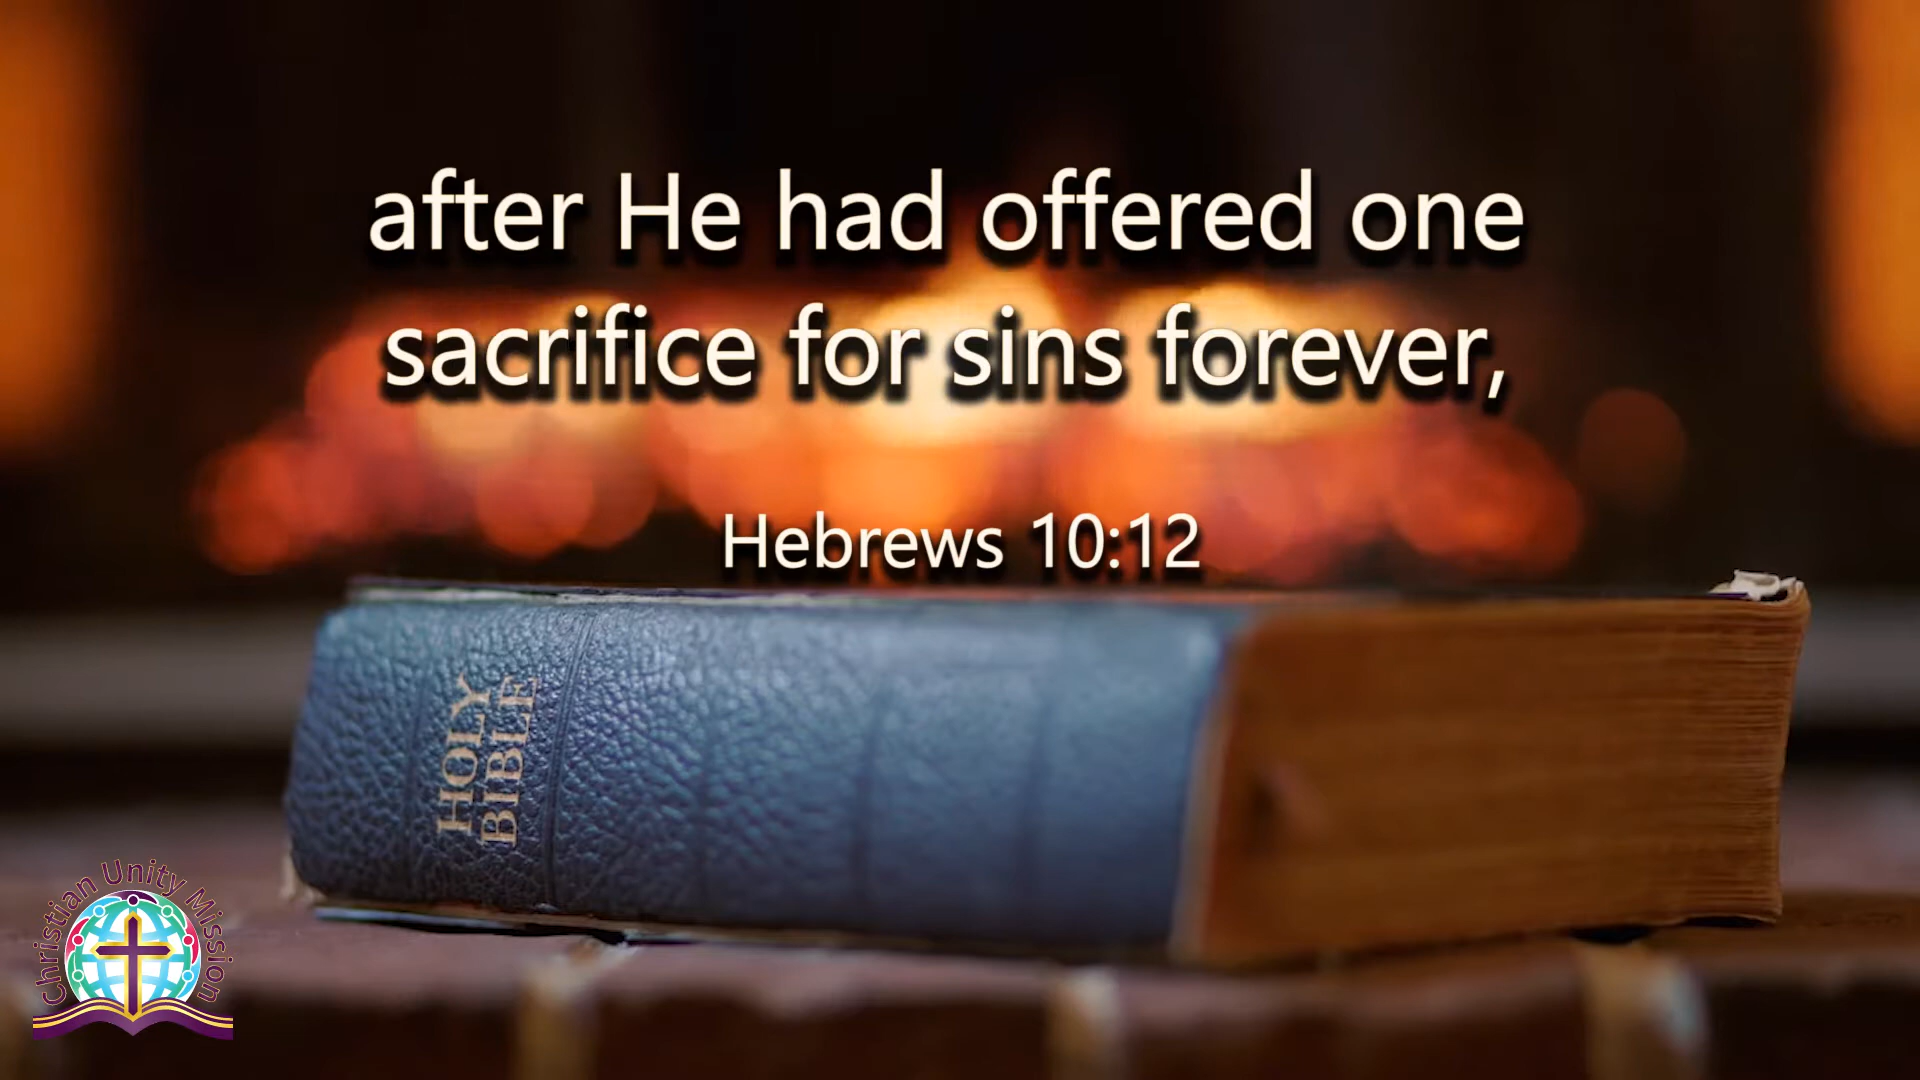 after He had offered one
sacrifice for sins forever,
Hebrews 10:12
HOLY
BIBLE
Christian Unity Mission